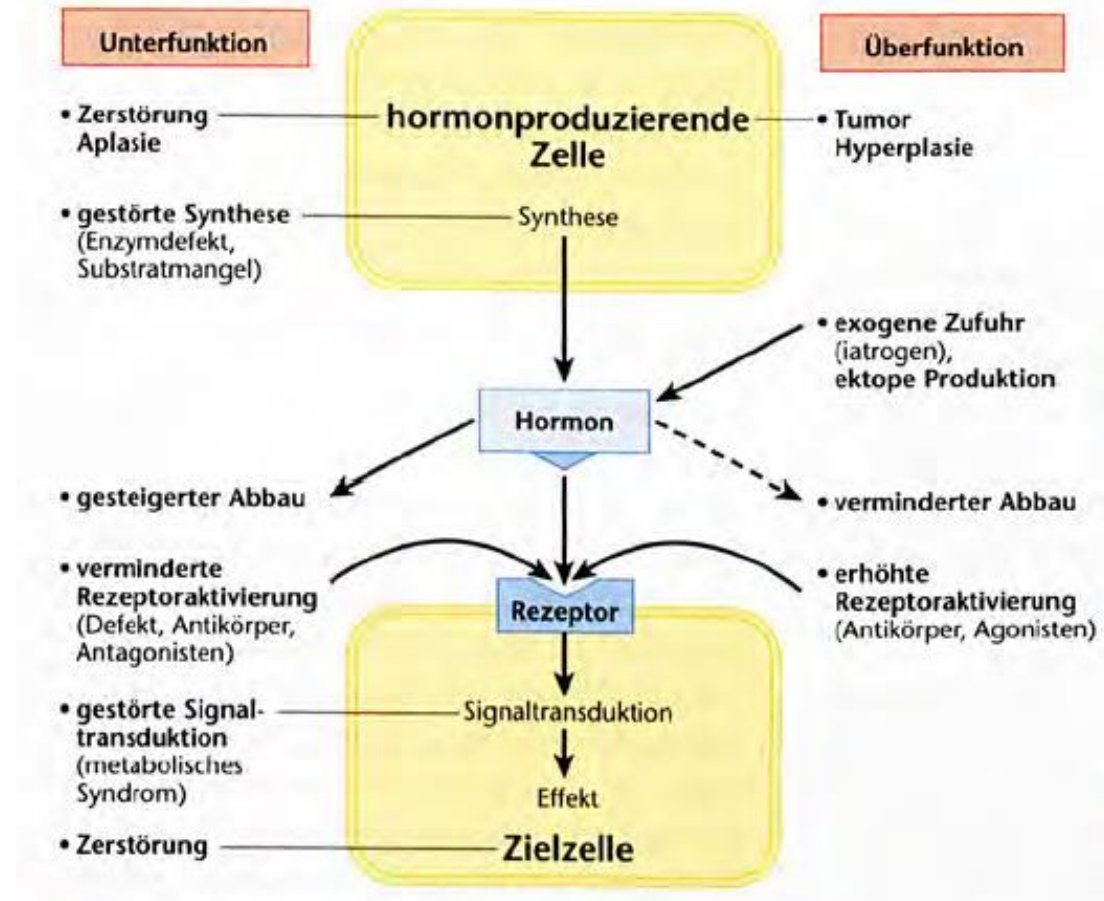 Unterfunktion
Überfunktion
• Zerstörung
Aplasie
hormonproduzierende
Zelle
• Tumor
Hyperplasie
• gestörte Synthese
(Enzymdefekt,
Substratmangel)
Synthese
• exogene Zufuhr
(iatrogen),
ektope Produktion
Hormon
• gesteigerter Abbau
• verminderter Abbau
• verminderte
Rezeptoraktivierung
(Defekt, Antikörper,
Antagonisten)
Rezeptor
• erhöhte
Rezeptoraktivierung
(Antikörper, Agonisten)
• gestörte Signal-
transduktion
(metabolisches
Syndrom)
Signaltransduktion
Effekt
• Zerstörung
Zielzelle